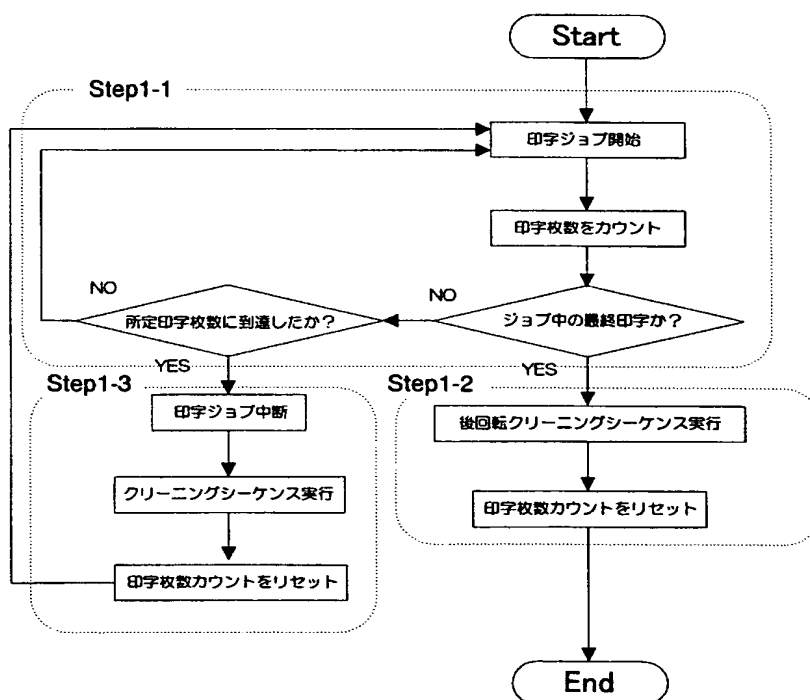 Start
Step1-1
印字ジョブ開始
印字枚数をカウント
NO
NO
所定印字枚数に到達したか？
ジョブ中の最終印字か？
YES
YES
Step1-3
Step1-2
印字ジョブ中断
後回転クリーニングシーケンス実行
クリーニングシーケンス実行
印字枚数カウントをリセット
印字枚数カウントをリセット
End